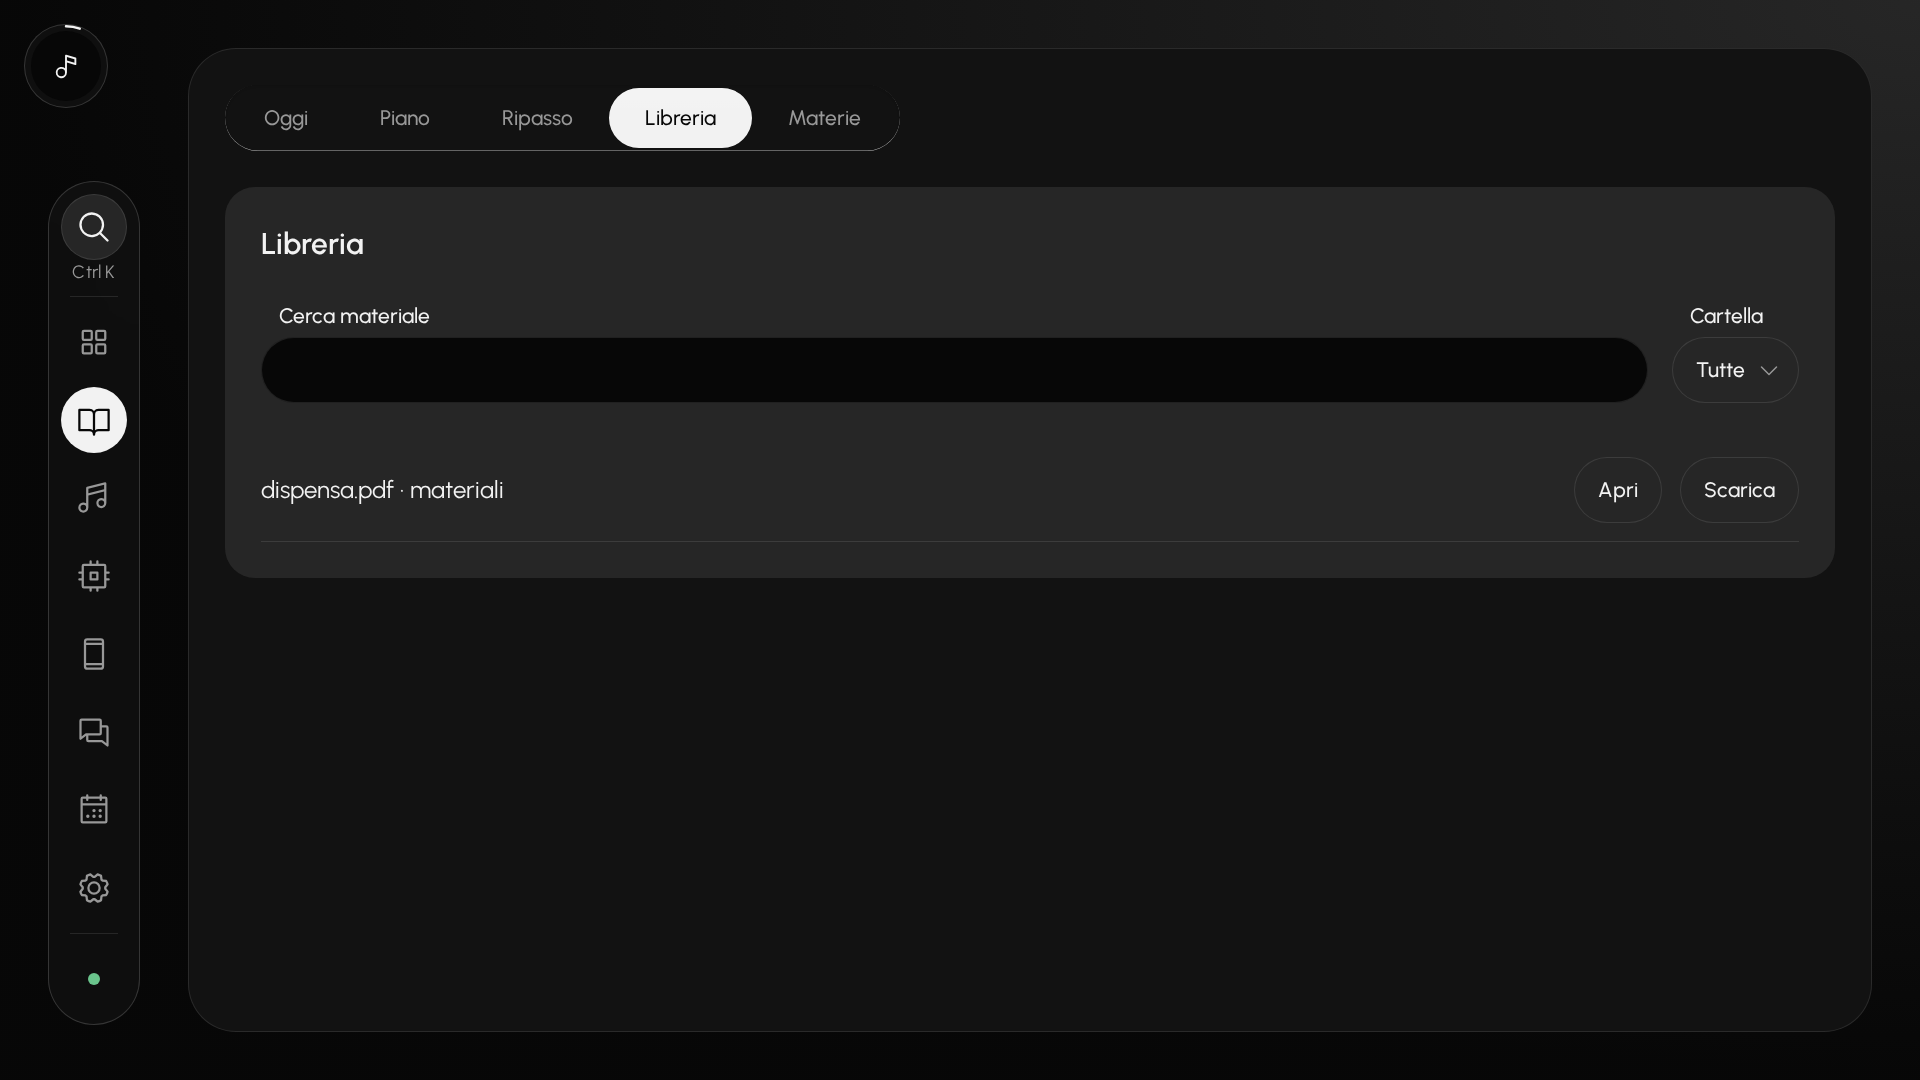 Oggi Piano Ripasso Libreria Materie
Ctrl K
Libreria
Cerca materiale
Cartella
Tutte
dispensa.pdf · materiali
Apri
Scarica